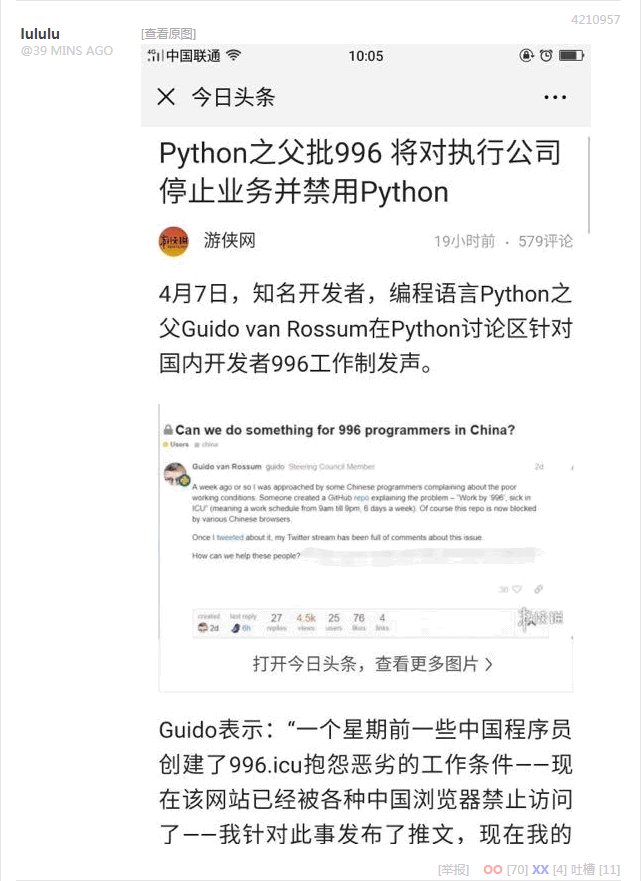 4210957
lululu
[查看原图]
@39 MINS AGO
4G 中国联通
10:05
今日头条
Python之父批996 将对执行公司
停止业务并禁用Python
游侠网
19小时前 · 579评论
4月7日，知名开发者，编程语言Python之
父Guido van Rossum在Python讨论区针对
国内开发者996工作制发声。
Can we do something for 996 programmers in China?
Users china
Guido van Rossum guido Steering Council Member
2d
A week ago or so I was approached by some Chinese programmers complaining about the poor
working conditions. Someone created a GitHub repo explaining the problem – "Work by '996', sick in
ICU" (meaning a work schedule from 9am till 9pm, 6 days a week). Of course this repo is now blocked
by various Chinese browsers.
Once I tweeted about it, my Twitter stream has been full of comments about this issue.
How can we help these people?
created last reply 27 4.5k 25 76 4
2d 6h replies views users likes links
游侠网
打开今日头条，查看更多图片
Guido表示：“一个星期前一些中国程序员
创建了996.icu抱怨恶劣的工作条件——现
在该网站已经被各种中国浏览器禁止访问
了——我针对此事发布了推文，现在我的
[举报] OO [70] XX [4] 吐槽 [11]